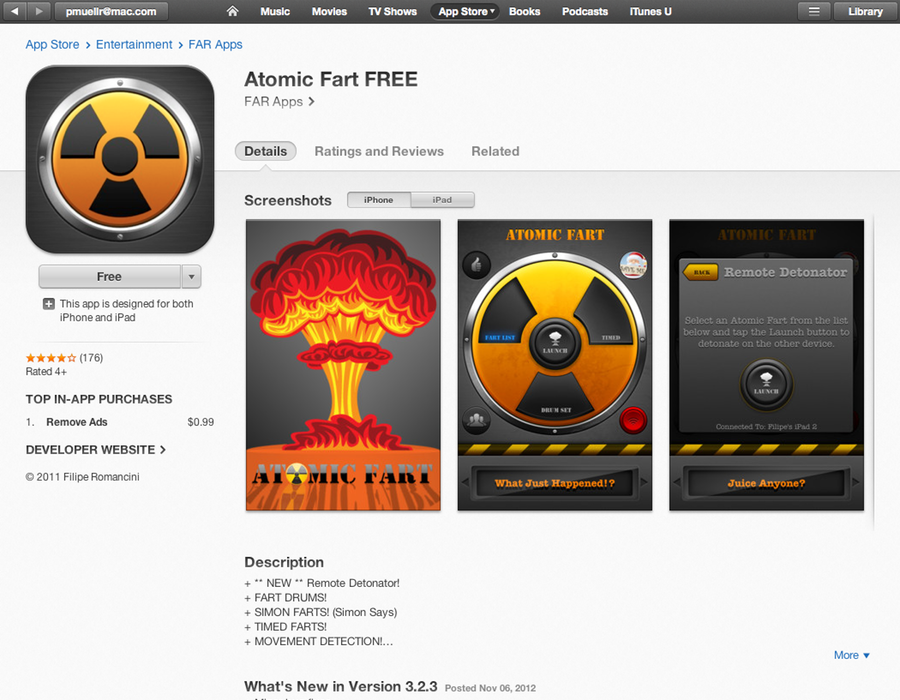 pmuellr@mac.com
Music
Movies
TV Shows
App Store
Books
Podcasts
iTunes U
Library
App Store > Entertainment > FAR Apps
Atomic Fart FREE
FAR Apps >
Details
Ratings and Reviews
Related
Free
This app is designed for both
iPhone and iPad
(176)
Rated 4+
TOP IN-APP PURCHASES
1. Remove Ads $0.99
DEVELOPER WEBSITE >
© 2011 Filipe Romancini
Screenshots
iPhone
iPad
ATOMIC FART
ATOMIC FART
FART LIST
LAUNCH
TIMED
DRUM SET
What Just Happened!?
ATOMIC FART
BACK
Remote Detonator
Select an Atomic Fart from the list
below and tap the Launch button to
detonate on the other device.
LAUNCH
Connected To: Filipe's iPad 2
Juice Anyone?
Description
+ ** NEW ** Remote Detonator!
+ FART DRUMS!
+ SIMON FARTS! (Simon Says)
+ TIMED FARTS!
+ MOVEMENT DETECTION!...
More
What's New in Version 3.2.3 Posted Nov 06, 2012